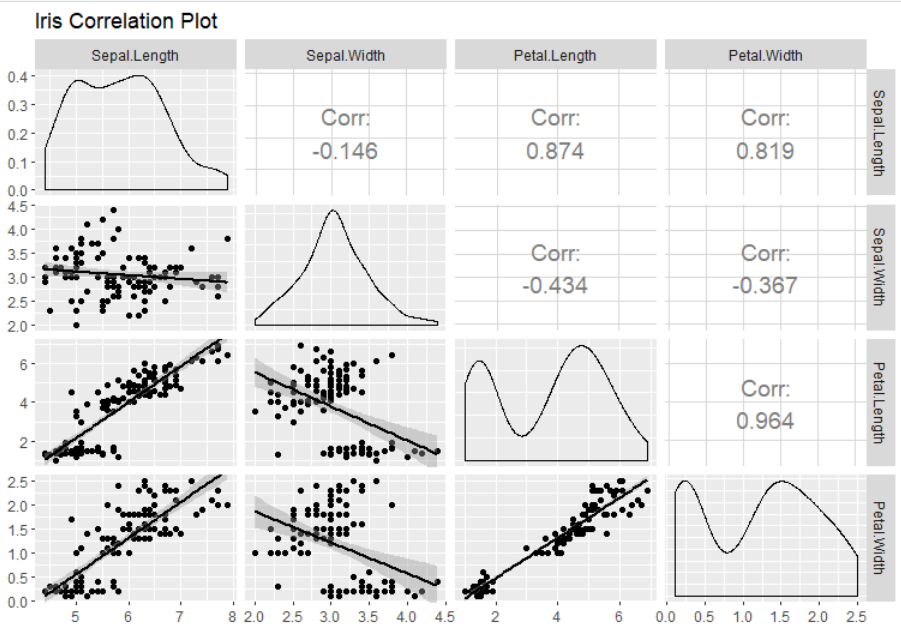 Iris Correlation Plot
Sepal.Length
Sepal.Width
Petal.Length
Petal.Width
0.4
0.3
0.2
0.1
0.0
Corr:
-0.146
Corr:
0.874
Corr:
0.819
Sepal.Length
4.5
4.0
3.5
3.0
2.5
2.0
Corr:
-0.434
Corr:
-0.367
Sepal.Width
6
4
2
Corr:
0.964
Petal.Length
2.5
2.0
1.5
1.0
0.5
0.0
Petal.Width
5 6 7 8
2.0 2.5 3.0 3.5 4.0 4.5
2 4 6
0.0 0.5 1.0 1.5 2.0 2.5